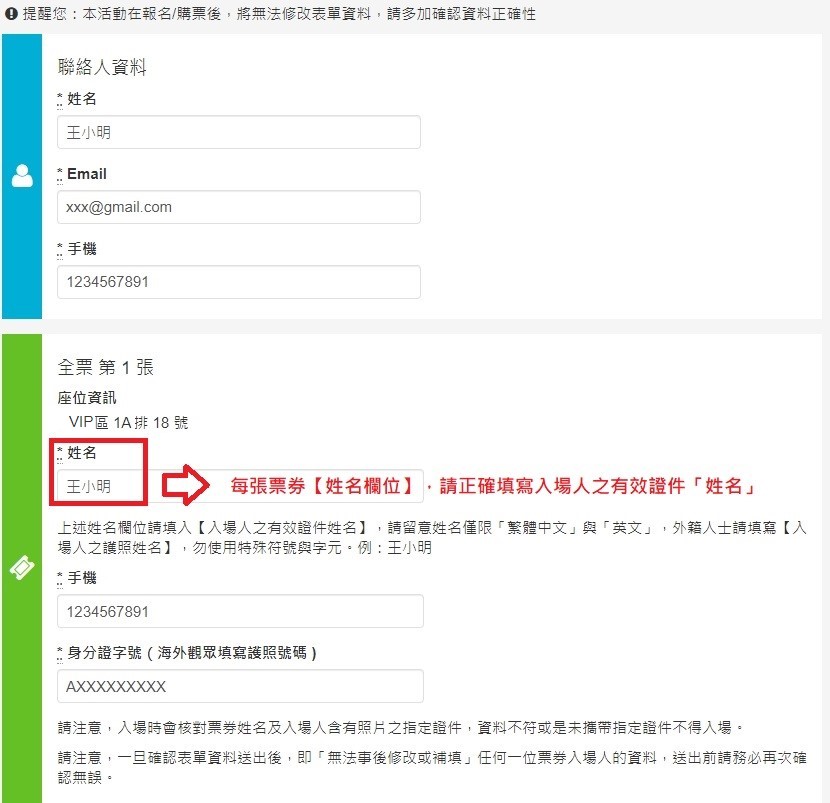 提醒您：本活動在報名/購票後，將無法修改表單資料，請多加確認資料正確性
聯絡人資料
* 姓名
王小明
* Email
xxx@gmail.com
* 手機
1234567891
全票 第 1 張
座位資訊
VIP區 1A 排 18 號
* 姓名
王小明
每張票券【姓名欄位】，請正確填寫入場人之有效證件「姓名」
上述姓名欄位請填入【入場人之有效證件姓名】，請留意姓名僅限「繁體中文」與「英文」，外籍人士請填寫【入
場人之護照姓名】，勿使用特殊符號與字元。例：王小明
* 手機
1234567891
* 身分證字號 ( 海外觀眾填寫護照號碼 )
AXXXXXXXXX
請注意，入場時會核對票券姓名及入場人含有照片之指定證件，資料不符或是未攜帶指定證件不得入場。
請注意，一旦確認表單資料送出後，即「無法事後修改或補填」任何一位票券入場人的資料，送出前請務必再次確
認無誤。